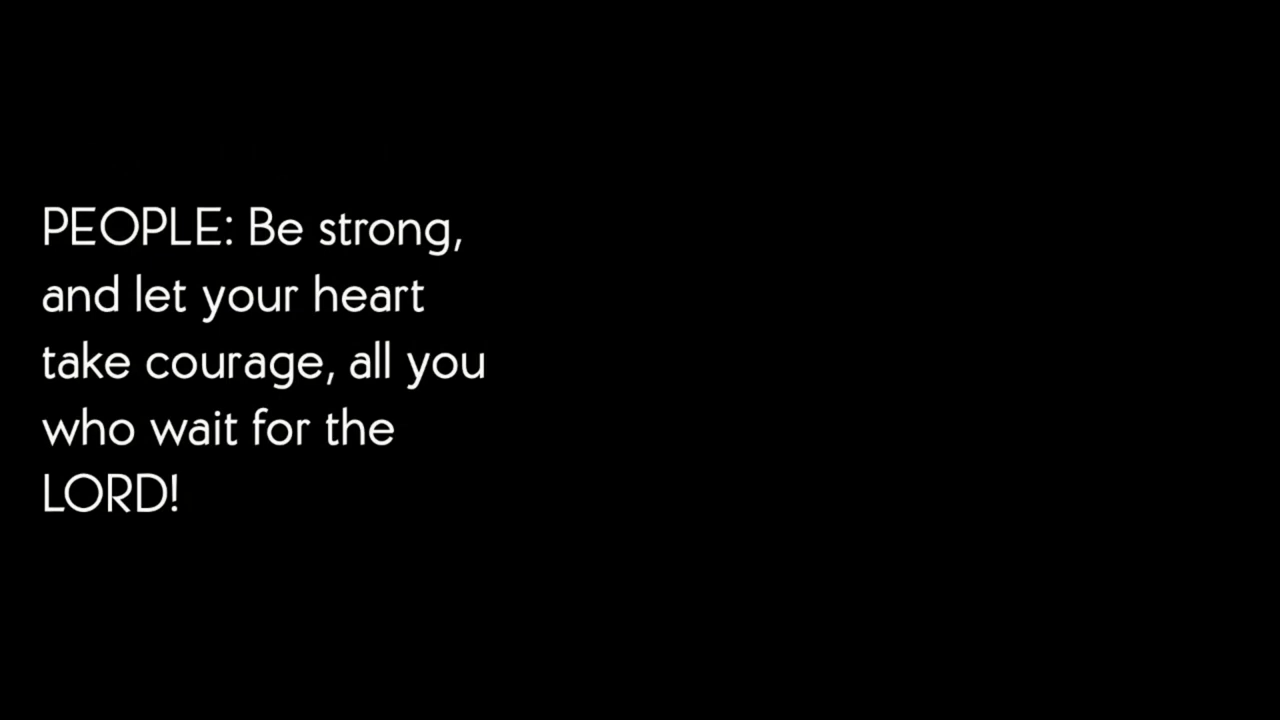 PEOPLE: Be strong,
and let your heart
take courage, all you
who wait for the
LORD!